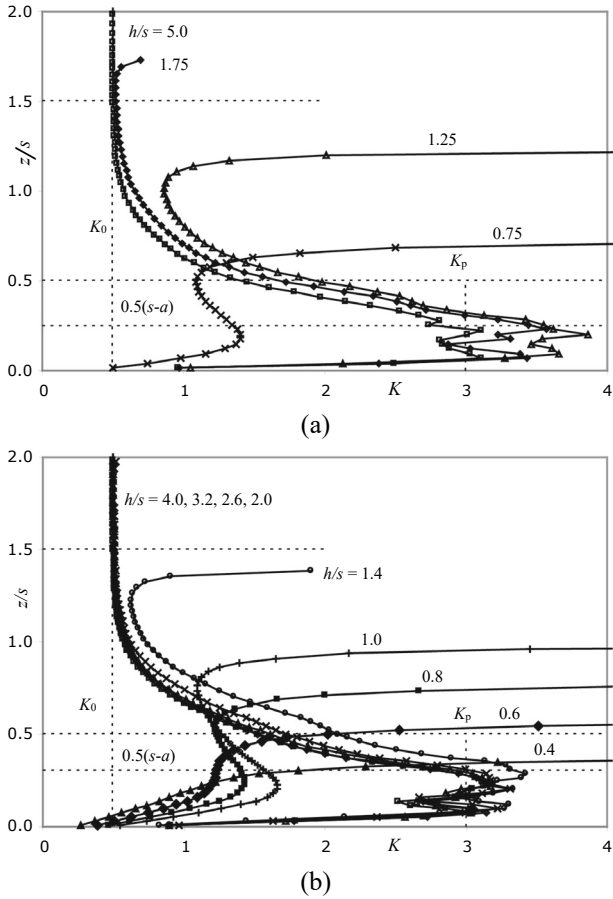 2.0
h/s = 5.0
1.75
1.5
1.25
z/s
1.0
K₀
0.75
Kₚ
0.5
0.5(s-a)
0.0
0 1 2 K 3 4
(a)
2.0
h/s = 4.0, 3.2, 2.6, 2.0
1.5
h/s = 1.4
z/s
1.0
1.0
0.8
K₀
Kₚ
0.6
0.5
0.5(s-a)
0.4
0.0
0 1 2 K 3 4
(b)